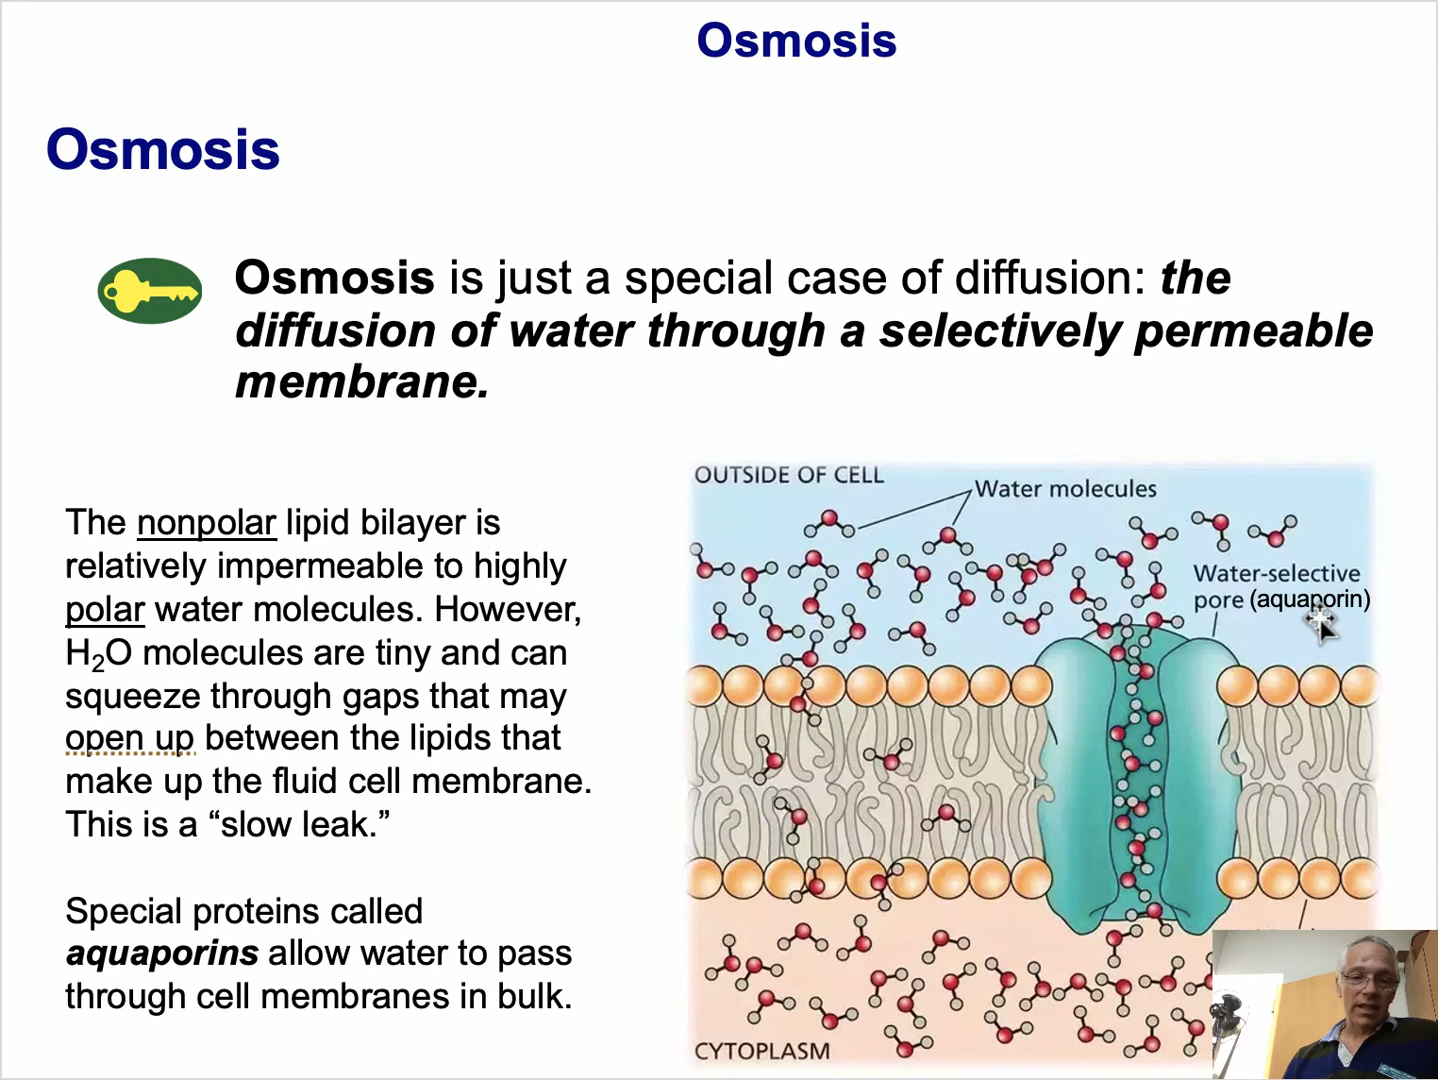 Osmosis
Osmosis
Osmosis is just a special case of diffusion: the
diffusion of water through a selectively permeable
membrane.
The nonpolar lipid bilayer is
relatively impermeable to highly
polar water molecules. However,
H₂O molecules are tiny and can
squeeze through gaps that may
open up between the lipids that
make up the fluid cell membrane.
This is a “slow leak.”
Special proteins called
aquaporins allow water to pass
through cell membranes in bulk.
OUTSIDE OF CELL
Water molecules
Water-selective
pore (aquaporin)
CYTOPLASM